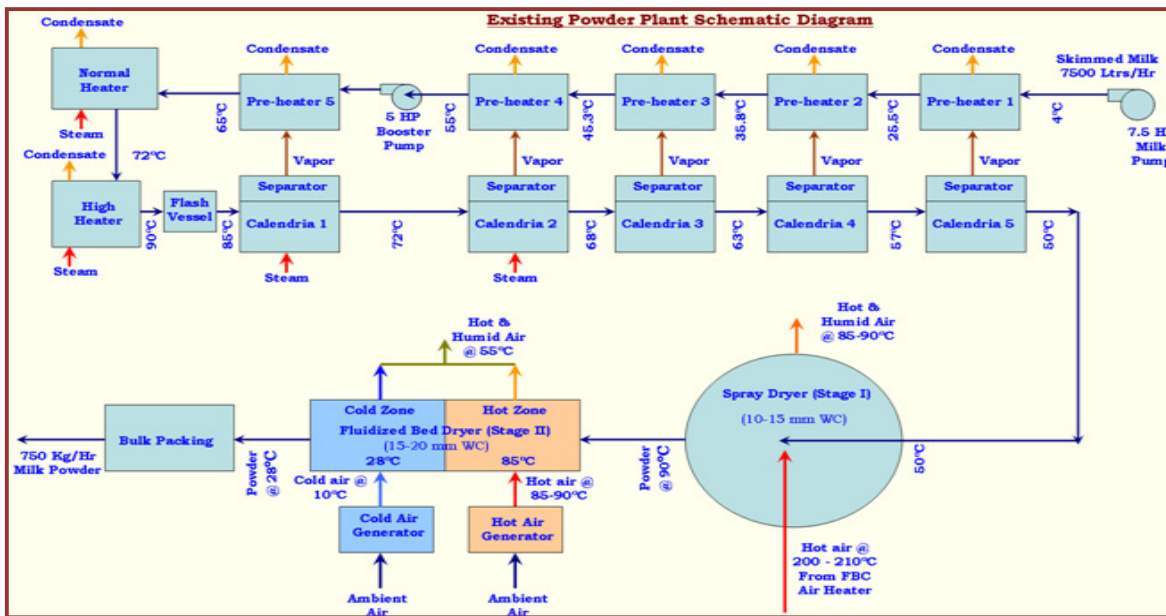 Existing Powder Plant Schematic Diagram
Condensate
Normal
Heater
Steam
Condensate
72°C
High
Heater
Steam
90°C
Flash
Vessel
85°C
65°C
Condensate
Pre-heater 5
Vapor
Separator
Calendria 1
Steam
72°C
5 HP
Booster
Pump
55°C
Condensate
Pre-heater 4
Vapor
Separator
Calendria 2
Steam
45.3°C
68°C
Condensate
Pre-heater 3
Vapor
Separator
Calendria 3
35.8°C
63°C
Condensate
Pre-heater 2
Vapor
Separator
Calendria 4
25.5°C
57°C
Condensate
Pre-heater 1
Vapor
Separator
Calendria 5
4°C
50°C
Skimmed Milk
7500 Ltrs/Hr
7.5 H
Milk
Pump
750 Kg/Hr
Milk Powder
Bulk Packing
Powder
@ 28°C
Hot &
Humid Air
@ 55°C
Cold Zone
Hot Zone
Fluidized Bed Dryer (Stage II)
(15-20 mm WC)
28°C
85°C
Cold air @
10°C
Hot air @
85-90°C
Cold Air
Generator
Hot Air
Generator
Ambient
Air
Ambient
Air
Powder
@ 90°C
Hot &
Humid Air
@ 85-90°C
Spray Dryer (Stage I)
(10-15 mm WC)
50°C
Hot air @
200 - 210°C
From FBC
Air Heater